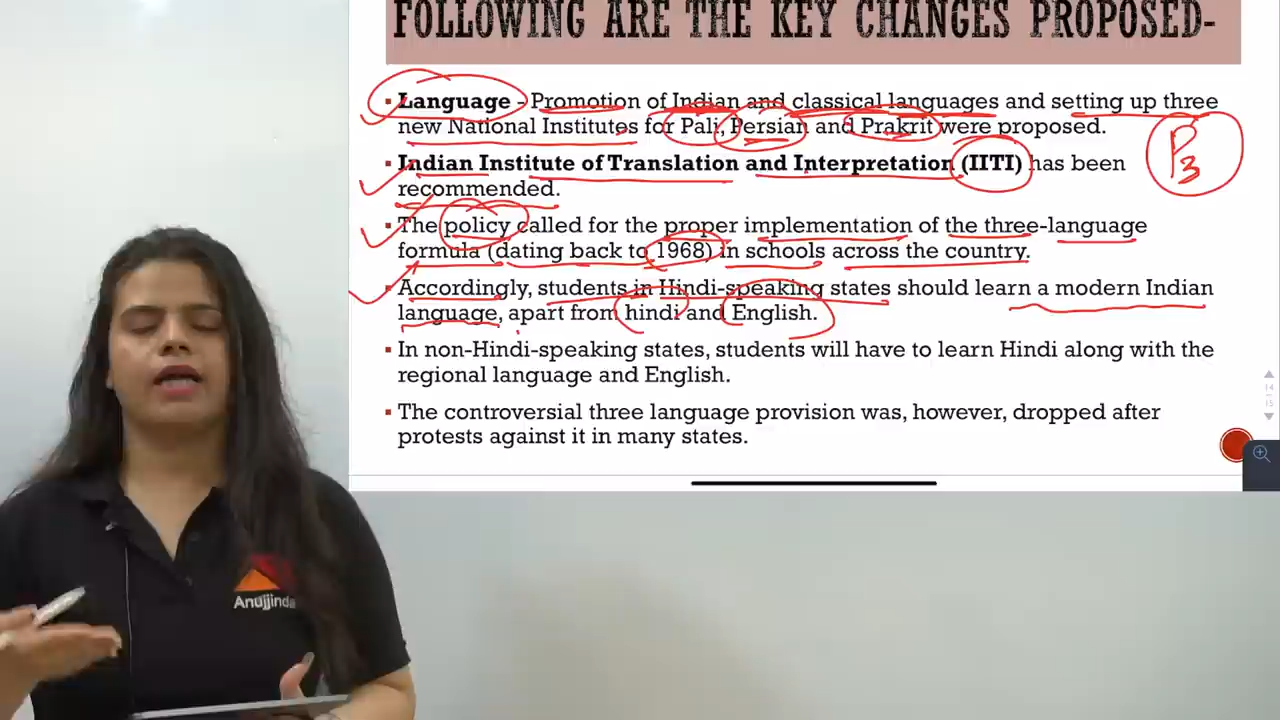 FOLLOWING ARE THE KEY CHANGES PROPOSED-
▪ Language - Promotion of Indian and classical languages and setting up three
new National Institutes for Pali, Persian and Prakrit were proposed.
P3
▪ Indian Institute of Translation and Interpretation (IITI) has been
recommended.
▪ The policy called for the proper implementation of the three-language
formula (dating back to 1968) in schools across the country.
▪ Accordingly, students in Hindi-speaking states should learn a modern Indian
language, apart from hindi and English.
▪ In non-Hindi-speaking states, students will have to learn Hindi along with the
regional language and English.
▪ The controversial three language provision was, however, dropped after
protests against it in many states.
14
15
Anujjinda